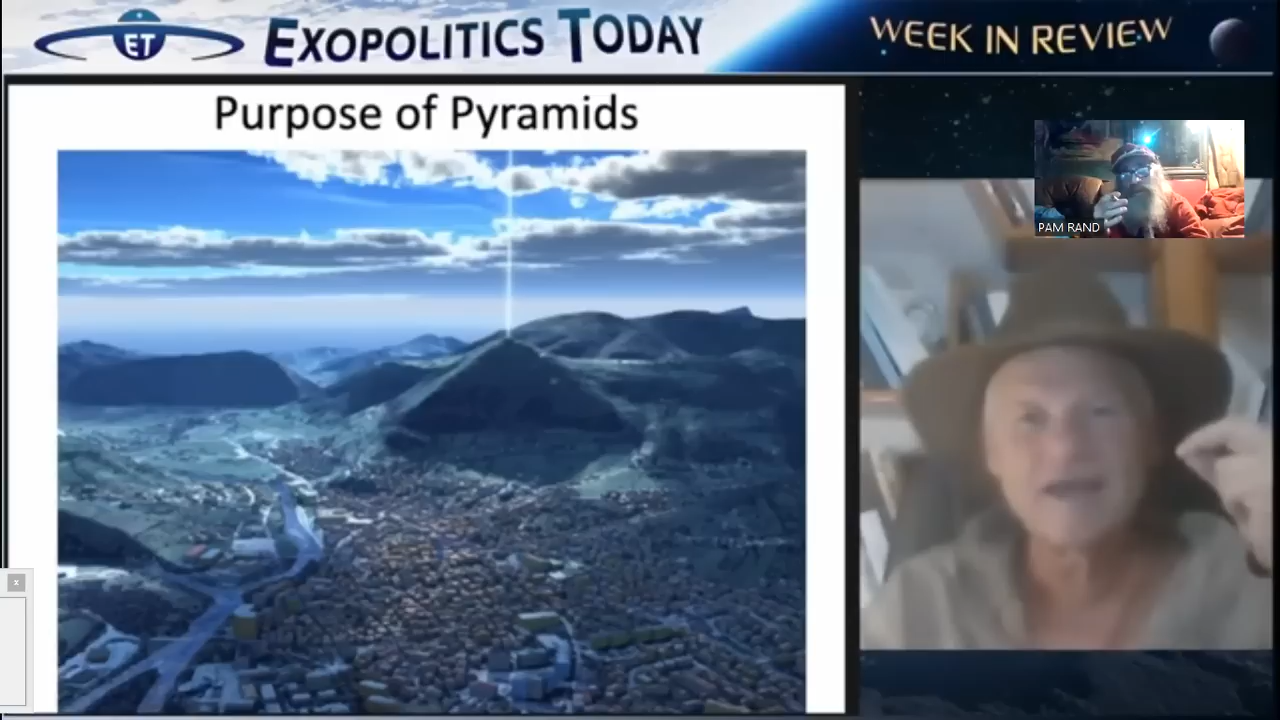 ET
EXOPOLITICS TODAY
WEEK IN REVIEW
Purpose of Pyramids
PAM RAND
x